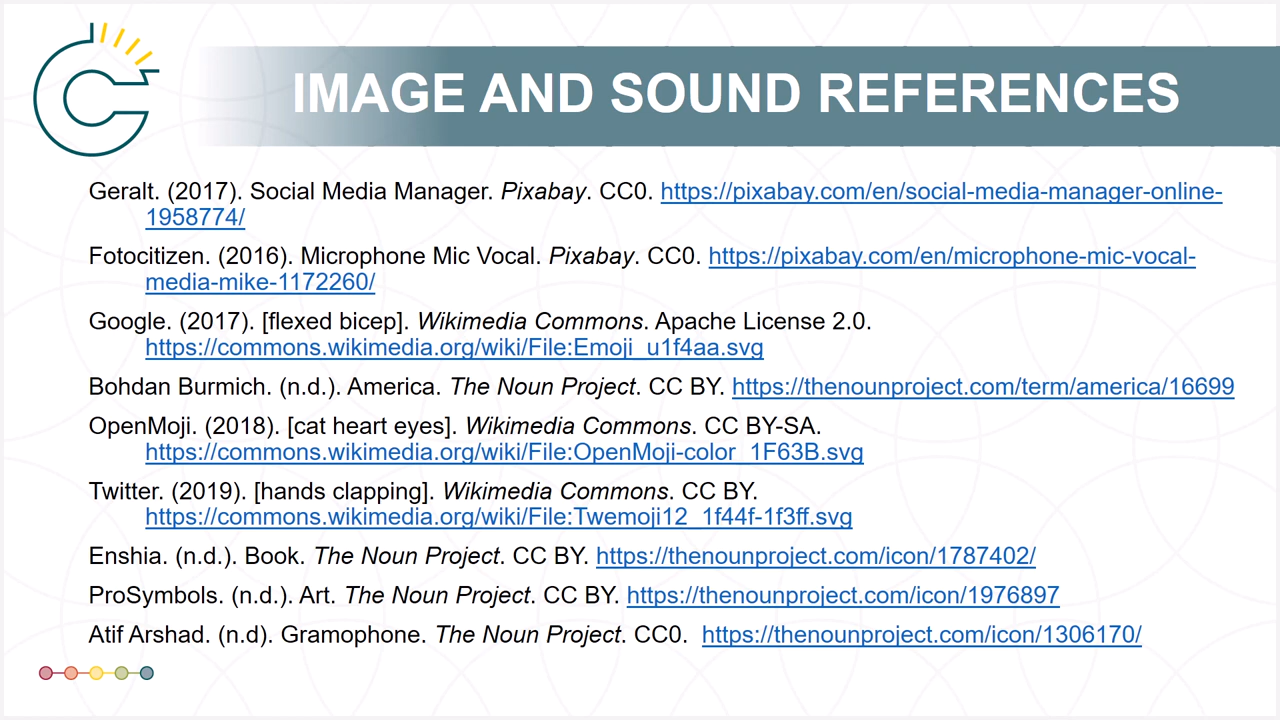 IMAGE AND SOUND REFERENCES
Geralt. (2017). Social Media Manager. Pixabay. CC0. https://pixabay.com/en/social-media-manager-online-
1958774/
Fotocitizen. (2016). Microphone Mic Vocal. Pixabay. CC0. https://pixabay.com/en/microphone-mic-vocal-
media-mike-1172260/
Google. (2017). [flexed bicep]. Wikimedia Commons. Apache License 2.0.
https://commons.wikimedia.org/wiki/File:Emoji_u1f4aa.svg
Bohdan Burmich. (n.d.). America. The Noun Project. CC BY. https://thenounproject.com/term/america/16699
OpenMoji. (2018). [cat heart eyes]. Wikimedia Commons. CC BY-SA.
https://commons.wikimedia.org/wiki/File:OpenMoji-color_1F63B.svg
Twitter. (2019). [hands clapping]. Wikimedia Commons. CC BY.
https://commons.wikimedia.org/wiki/File:Twemoji12_1f44f-1f3ff.svg
Enshia. (n.d.). Book. The Noun Project. CC BY. https://thenounproject.com/icon/1787402/
ProSymbols. (n.d.). Art. The Noun Project. CC BY. https://thenounproject.com/icon/1976897
Atif Arshad. (n.d). Gramophone. The Noun Project. CC0. https://thenounproject.com/icon/1306170/